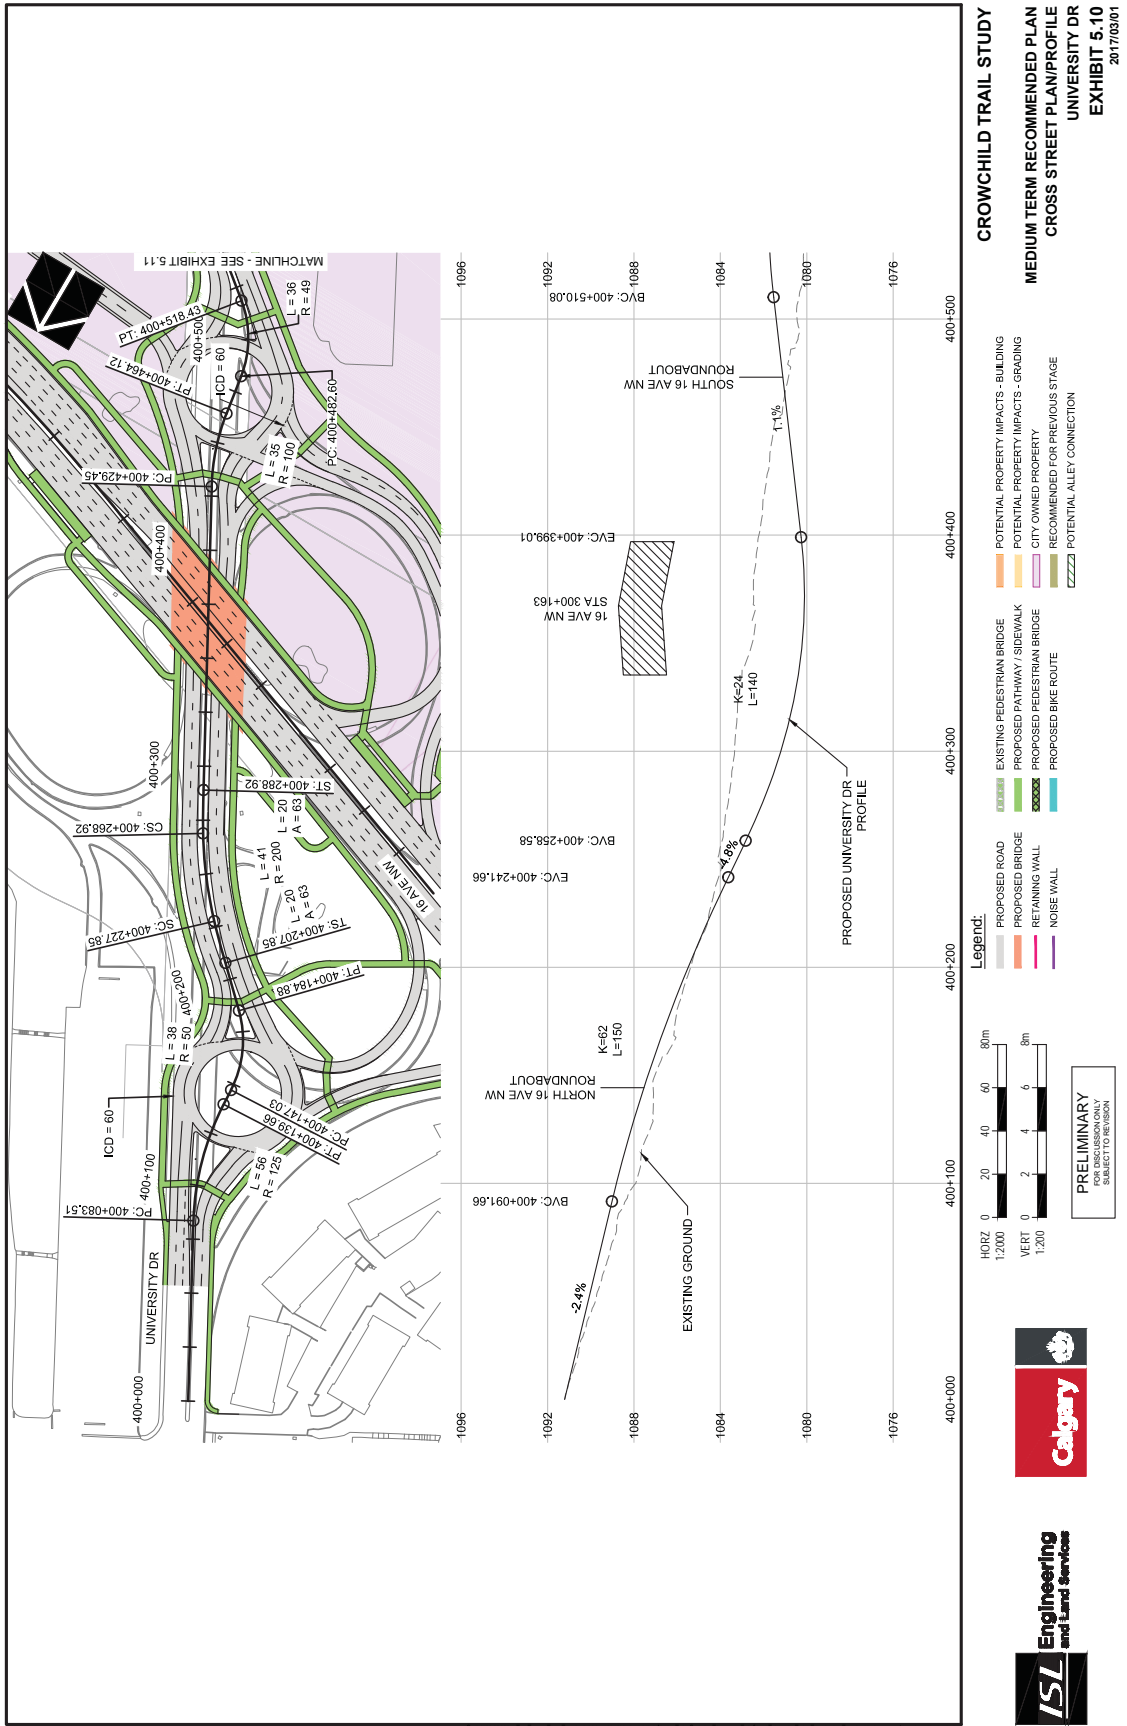 UNIVERSITY DR
400+000
400+100
400+200
400+300
400+400
400+500
PC: 400+083.51
ICD = 60
L = 56
R = 125
PT: 400+139.66
PC: 400+147.03
L = 38
R = 50
PT: 400+184.88
TS: 400+207.85
L = 20
A = 63
SC: 400+227.85
L = 41
R = 200
CS: 400+268.92
L = 20
A = 63
ST: 400+288.92
16 AVE NW
PC: 400+429.45
L = 35
R = 100
PT: 400+464.12
ICD = 60
PC: 400+482.60
PT: 400+518.43
L = 36
R = 49
MATCHLINE - SEE EXHIBIT 5.11
1096
1092
1088
1084
1080
1076
1096
1092
1088
1084
1080
1076
-2.4%
BVC: 400+091.66
EXISTING GROUND
NORTH 16 AVE NW
ROUNDABOUT
K=62
L=150
EVC: 400+241.66
-4.8%
BVC: 400+258.58
PROPOSED UNIVERSITY DR
PROFILE
K=24
L=140
16 AVE NW
STA 300+163
EVC: 400+399.01
1.1%
SOUTH 16 AVE NW
ROUNDABOUT
BVC: 400+510.08
400+000
400+100
400+200
400+300
400+400
400+500
ISL Engineering
and Land Services
Calgary
HORZ
1:2000
0 20 40 60 80m
VERT
1:200
0 2 4 6 8m
PRELIMINARY
FOR DISCUSSION ONLY
SUBJECT TO REVISION
Legend:
PROPOSED ROAD
PROPOSED BRIDGE
RETAINING WALL
NOISE WALL
EXISTING PEDESTRIAN BRIDGE
PROPOSED PATHWAY / SIDEWALK
PROPOSED PEDESTRIAN BRIDGE
PROPOSED BIKE ROUTE
POTENTIAL PROPERTY IMPACTS - BUILDING
POTENTIAL PROPERTY IMPACTS - GRADING
CITY OWNED PROPERTY
RECOMMENDED FOR PREVIOUS STAGE
POTENTIAL ALLEY CONNECTION
CROWCHILD TRAIL STUDY
MEDIUM TERM RECOMMENDED PLAN
CROSS STREET PLAN/PROFILE
UNIVERSITY DR
EXHIBIT 5.10
2017/03/01